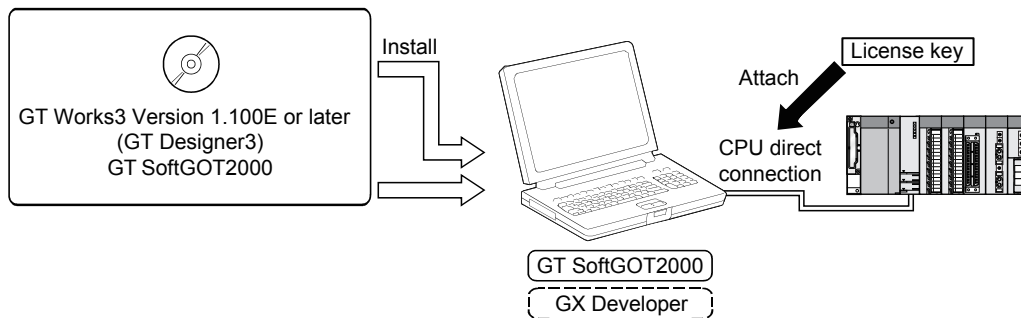 GT Works3 Version 1.100E or later
(GT Designer3)
GT SoftGOT2000
Install
License key
Attach
CPU direct
connection
GT SoftGOT2000
GX Developer